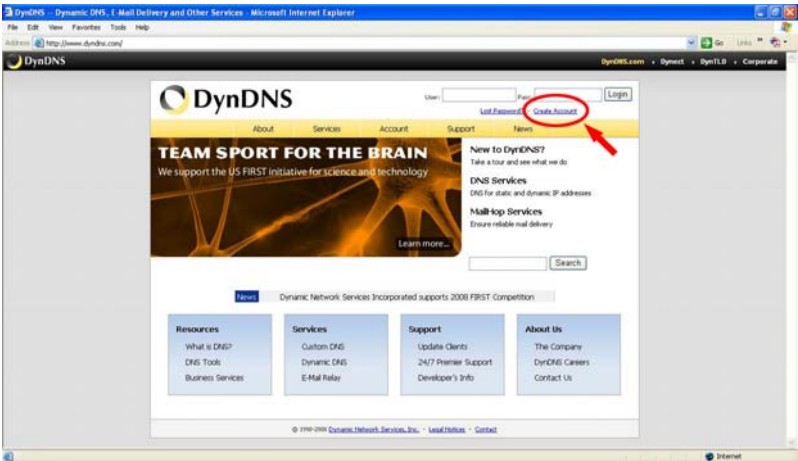 DynDNS -- Dynamic DNS, E-Mail Delivery and Other Services - Microsoft Internet Explorer
File Edit View Favorites Tools Help
Address http://www.dyndns.com/ Go Links »
DynDNS
DynDNS.com Dynect DynTLD Corporate
DynDNS
User: Pass: Login
Lost Password? - Create Account
About Services Account Support News
TEAM SPORT FOR THE BRAIN
We support the US FIRST initiative for science and technology
Learn more...
New to DynDNS?
Take a tour and see what we do
DNS Services
DNS for static and dynamic IP addresses
MailHop Services
Ensure reliable mail delivery
Search
News Dynamic Network Services Incorporated supports 2008 FIRST Competition
Resources
What is DNS?
DNS Tools
Business Services
Services
Custom DNS
Dynamic DNS
E-Mail Relay
Support
Update Clients
24/7 Premier Support
Developer's Info
About Us
The Company
DynDNS Careers
Contact Us
© 1998-2008 Dynamic Network Services, Inc. - Legal Notices - Contact
Internet